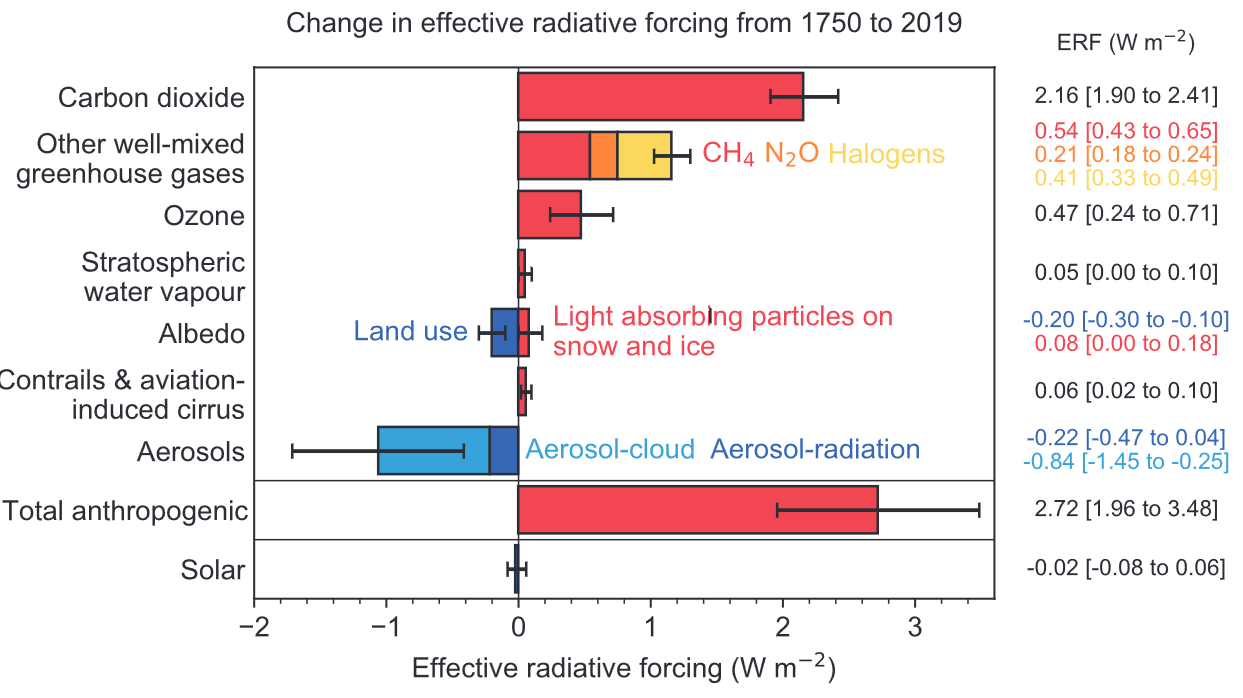 Change in effective radiative forcing from 1750 to 2019
ERF (W m⁻²)
Carbon dioxide
2.16 [1.90 to 2.41]
Other well-mixed
greenhouse gases
CH₄ N₂O Halogens
0.54 [0.43 to 0.65]
0.21 [0.18 to 0.24]
0.41 [0.33 to 0.49]
Ozone
0.47 [0.24 to 0.71]
Stratospheric
water vapour
0.05 [0.00 to 0.10]
Albedo
Land use
Light absorbing particles on
snow and ice
-0.20 [-0.30 to -0.10]
0.08 [0.00 to 0.18]
Contrails & aviation-
induced cirrus
0.06 [0.02 to 0.10]
Aerosols
Aerosol-cloud Aerosol-radiation
-0.22 [-0.47 to 0.04]
-0.84 [-1.45 to -0.25]
Total anthropogenic
2.72 [1.96 to 3.48]
Solar
-0.02 [-0.08 to 0.06]
−2 −1 0 1 2 3
Effective radiative forcing (W m⁻²)